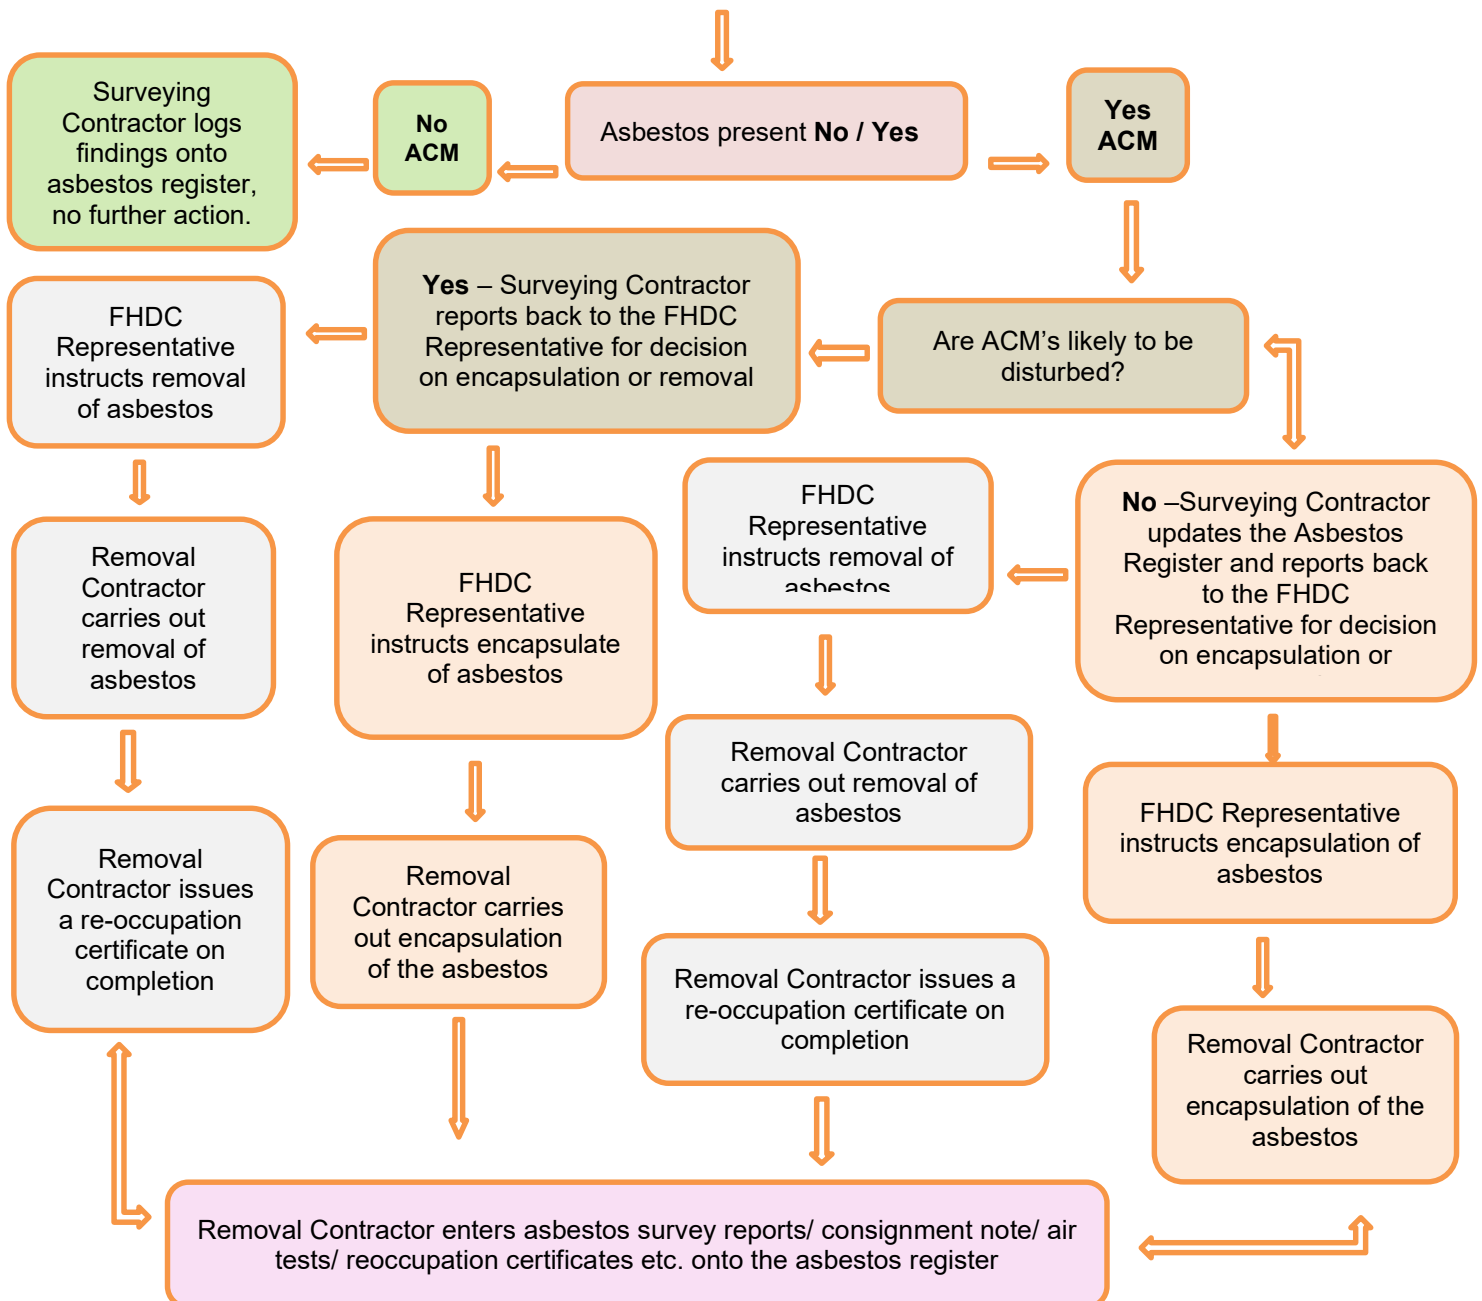 Surveying
Contractor logs
findings onto
asbestos register,
no further action.
No
ACM
Asbestos present No / Yes
Yes
ACM
FHDC
Representative
instructs removal
of asbestos
Yes – Surveying Contractor
reports back to the FHDC
Representative for decision
on encapsulation or removal
Are ACM's likely to be
disturbed?
Removal
Contractor
carries out
removal of
asbestos
FHDC
Representative
instructs encapsulate
of asbestos
FHDC
Representative
instructs removal of
asbestos
No –Surveying Contractor
updates the Asbestos
Register and reports back
to the FHDC
Representative for decision
on encapsulation or
Removal Contractor
carries out removal of
asbestos
FHDC Representative
instructs encapsulation of
asbestos
Removal
Contractor issues
a re-occupation
certificate on
completion
Removal
Contractor carries
out encapsulation
of the asbestos
Removal Contractor issues a
re-occupation certificate on
completion
Removal Contractor
carries out
encapsulation of the
asbestos
Removal Contractor enters asbestos survey reports/ consignment note/ air
tests/ reoccupation certificates etc. onto the asbestos register